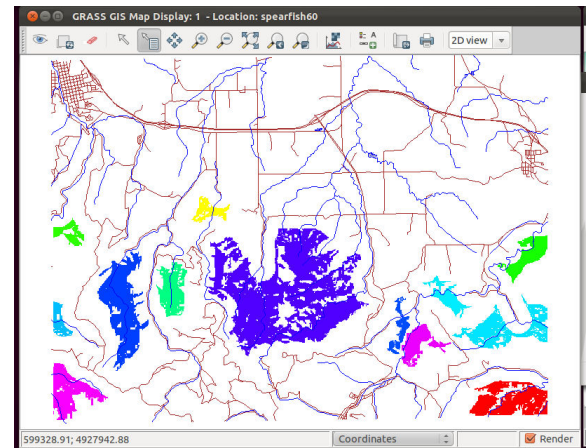 GRASS GIS Map Display: 1 - Location: spearfish60
2D view
599328.91; 4927942.88
Coordinates
Render